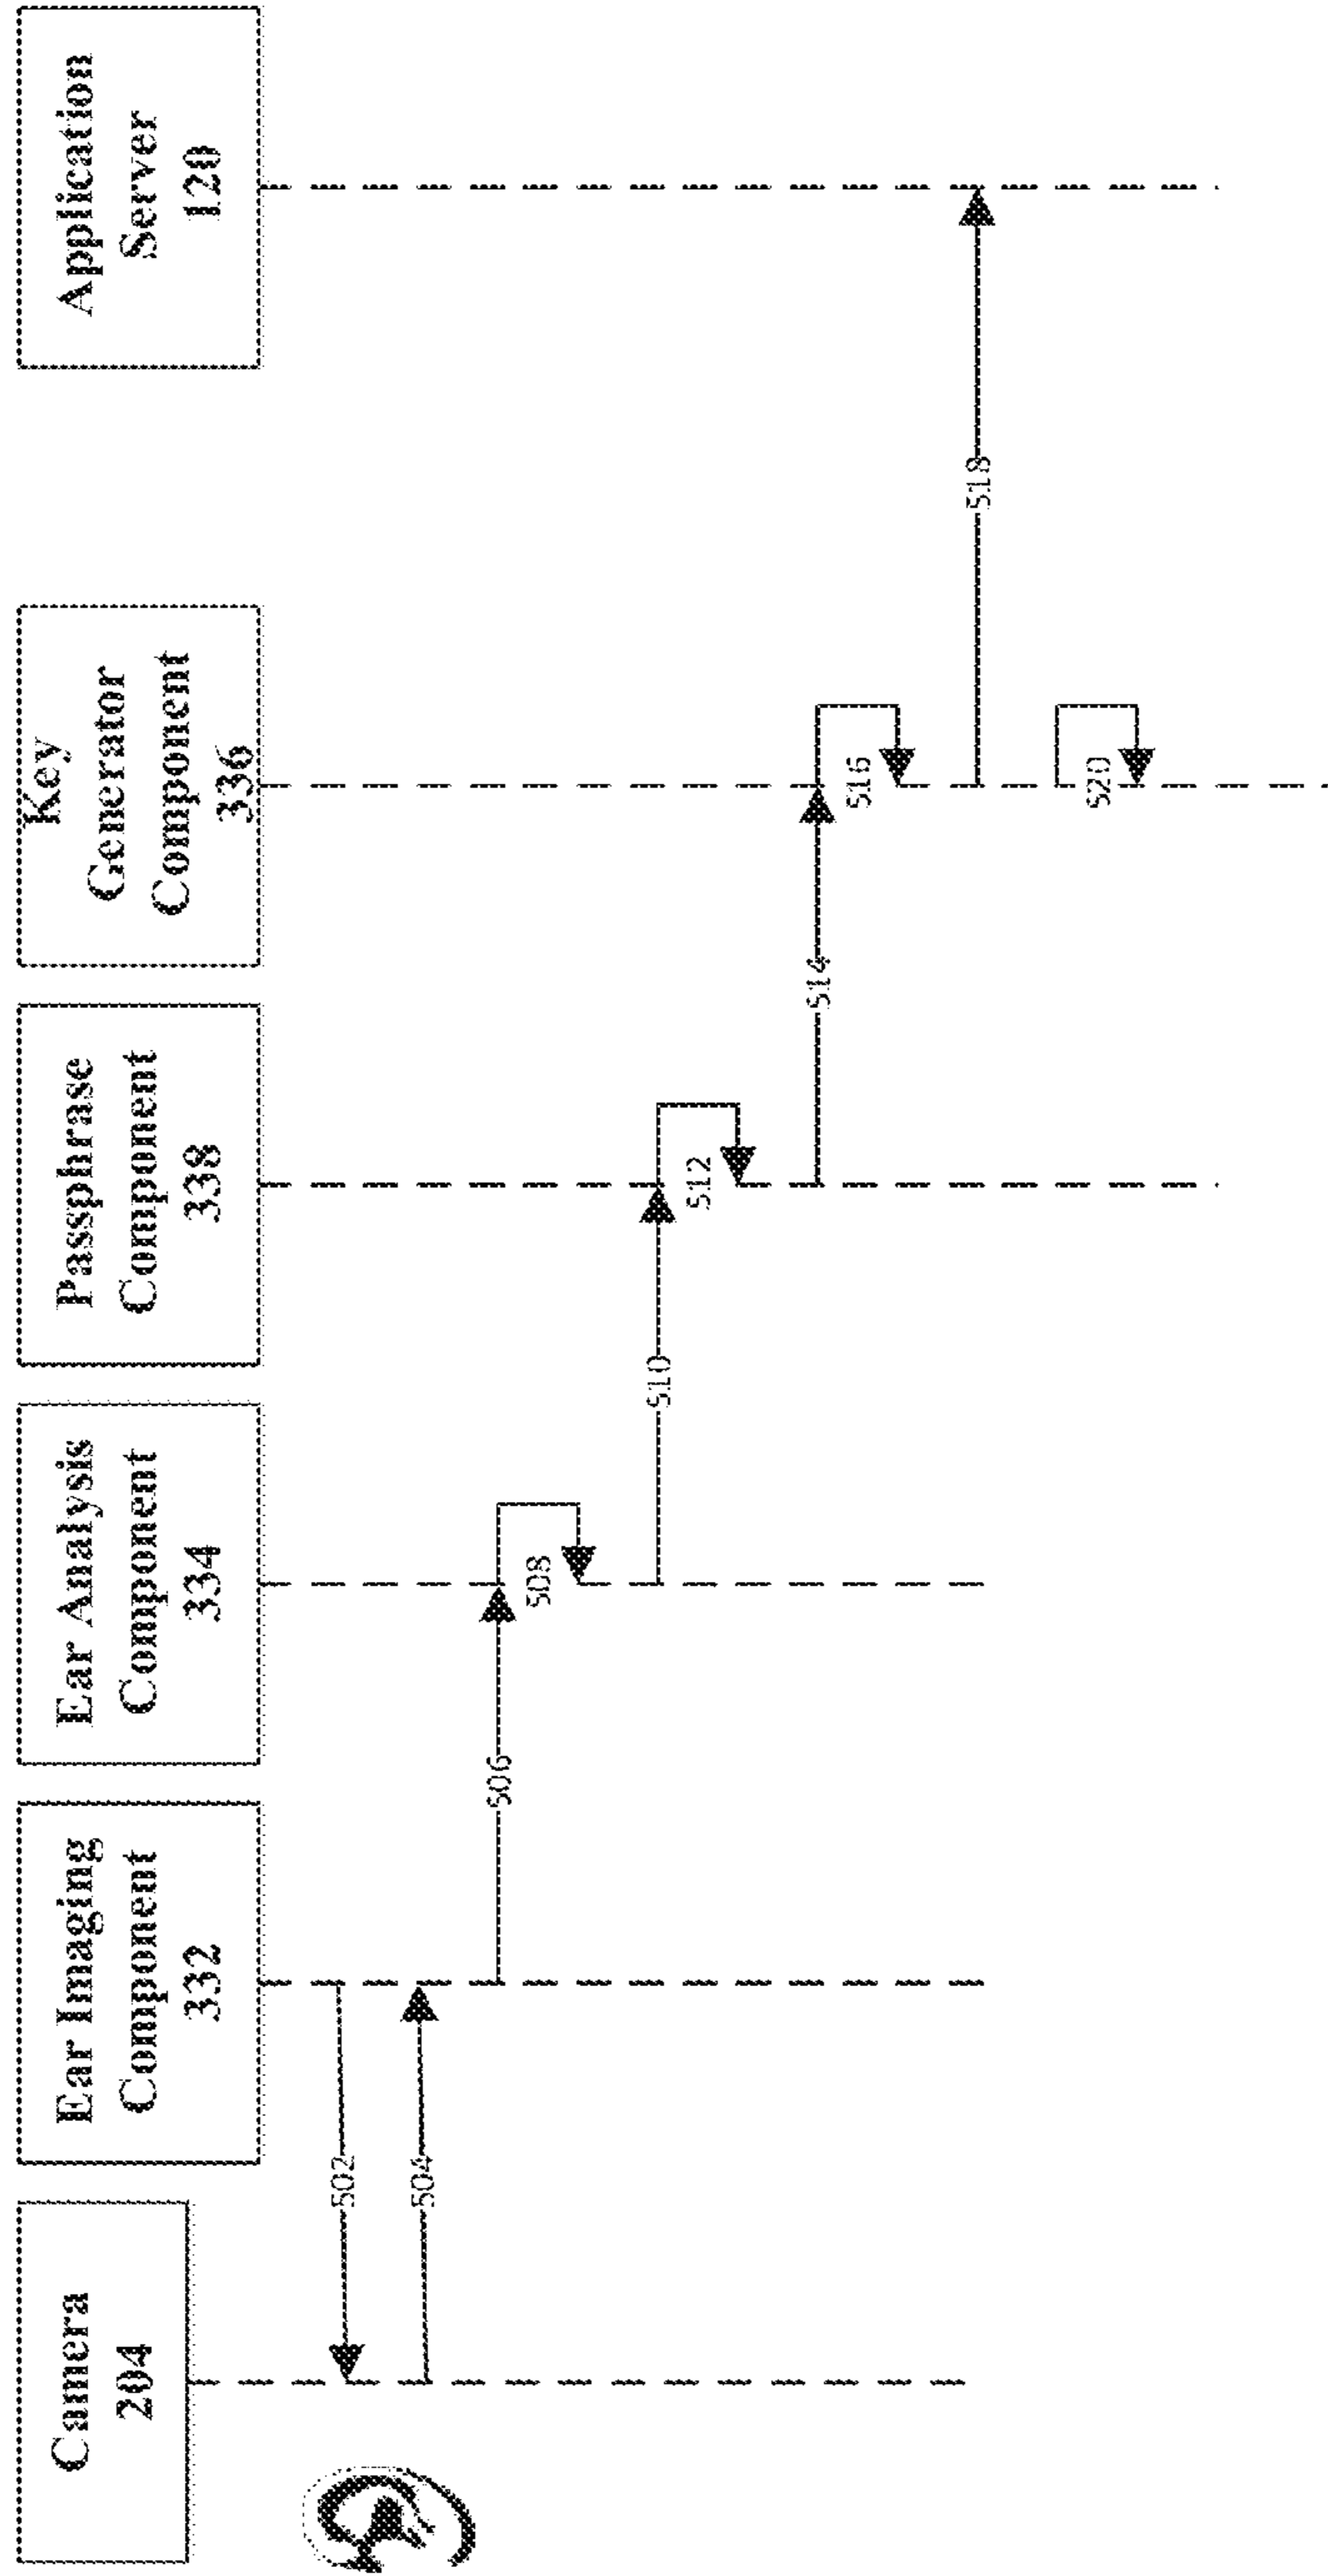 Camera
204
Ear Imaging
Component
332
Ear Analysis
Component
334
Passphrase
Component
338
Key
Generator
Component
336
Application
Server
120
502
504
506
508
510
512
514
516
518
520